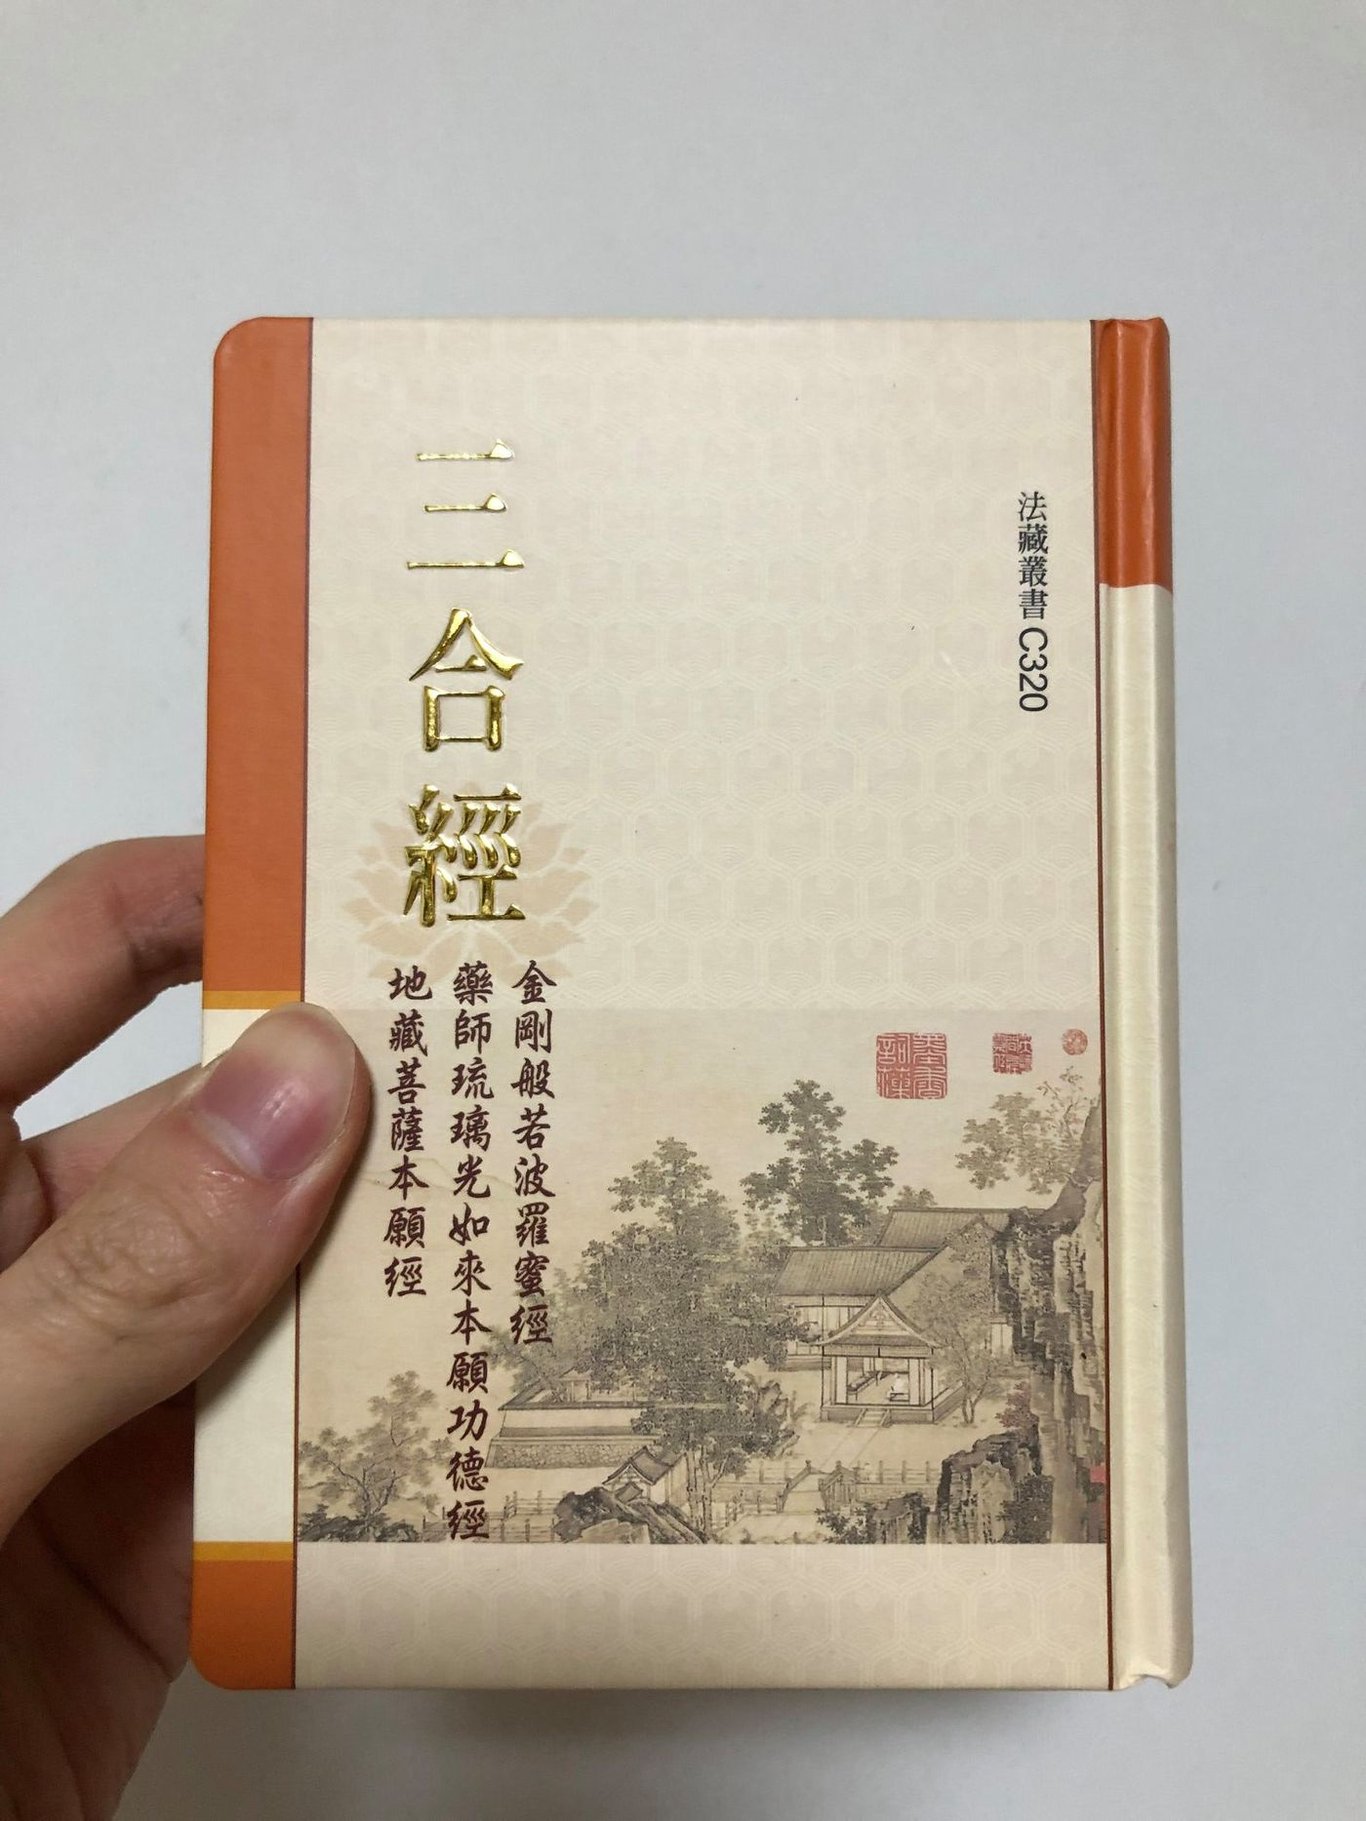 法藏叢書 C320
三合經
金剛般若波羅蜜經
藥師琉璃光如來本願功德經
地藏菩薩本願經